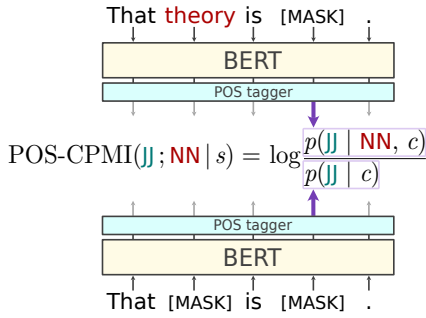 That theory is [MASK] .
BERT
POS tagger
POS-CPMI(JJ ; NN | s) = log p(JJ | NN, c)
p(JJ | c)
POS tagger
BERT
That [MASK] is [MASK] .